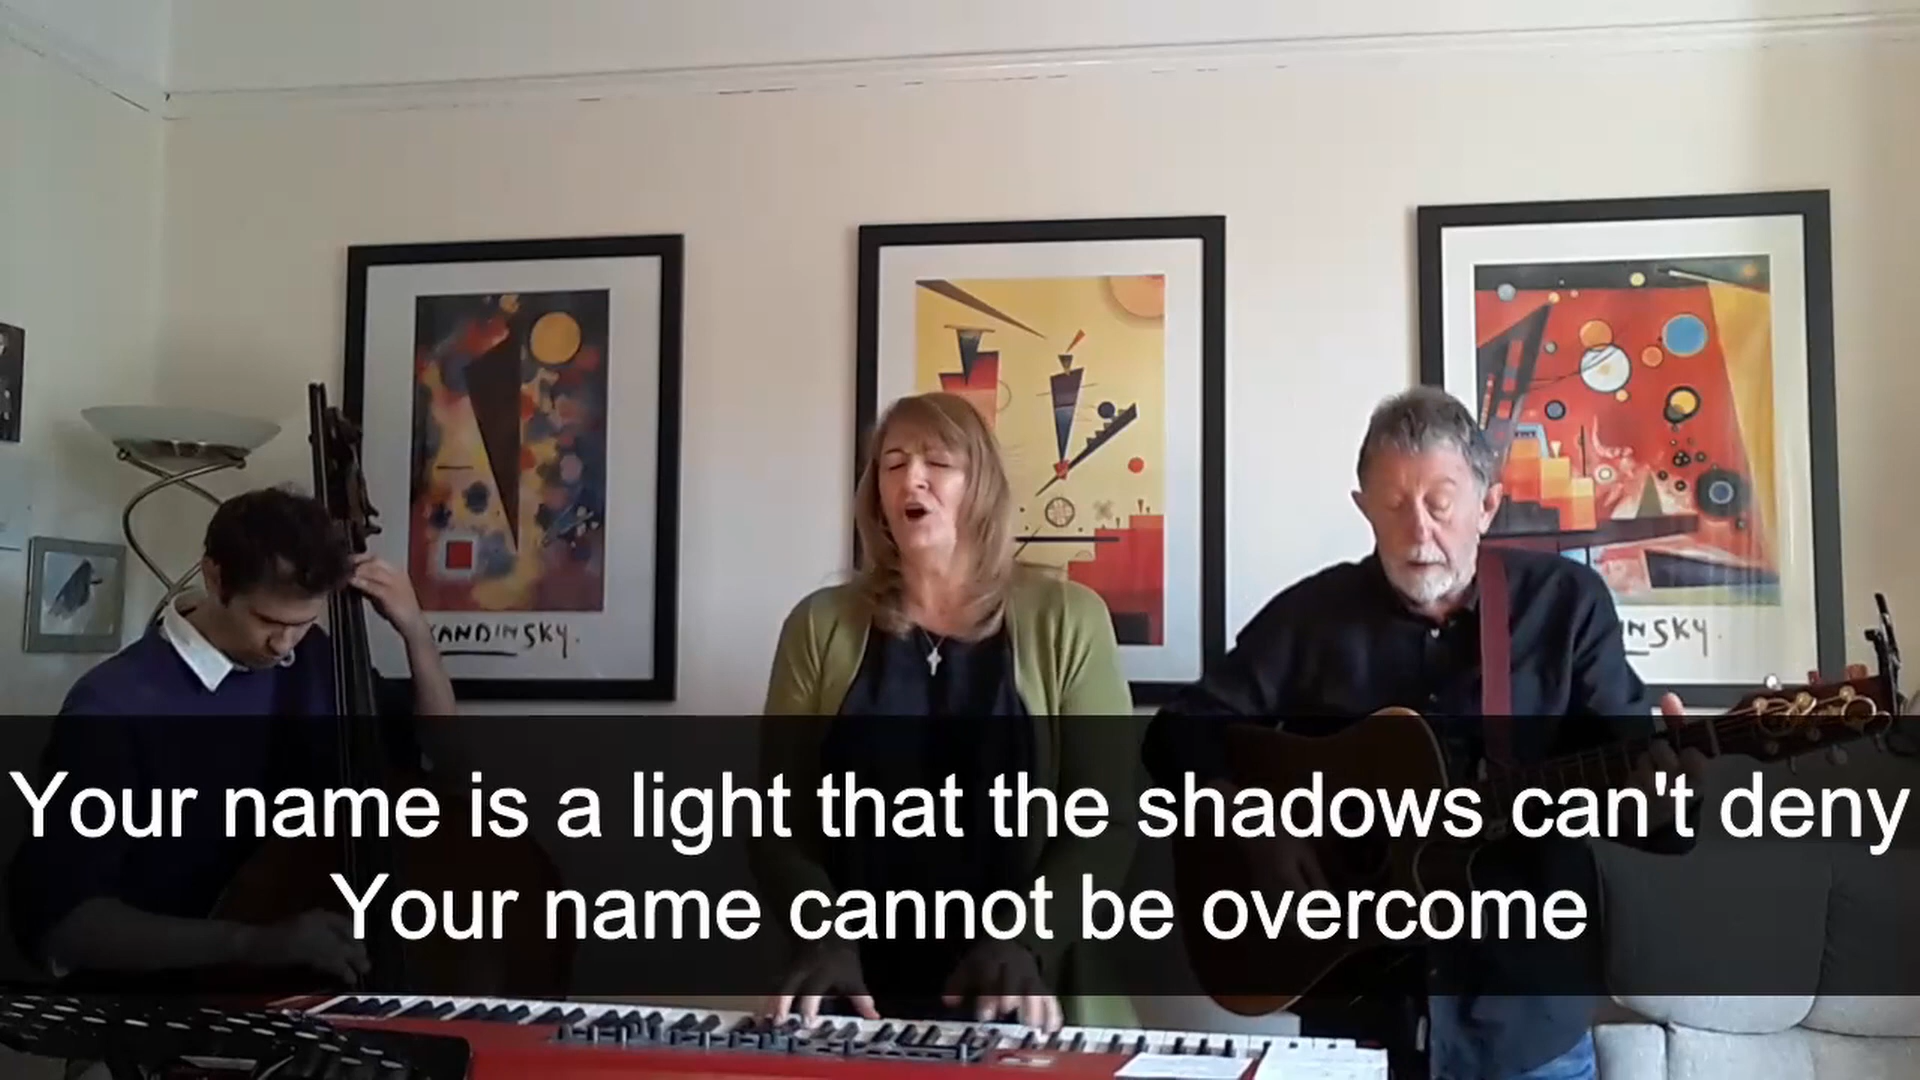 KANDINSKY.
INSKY.
Your name is a light that the shadows can't deny
Your name cannot be overcome